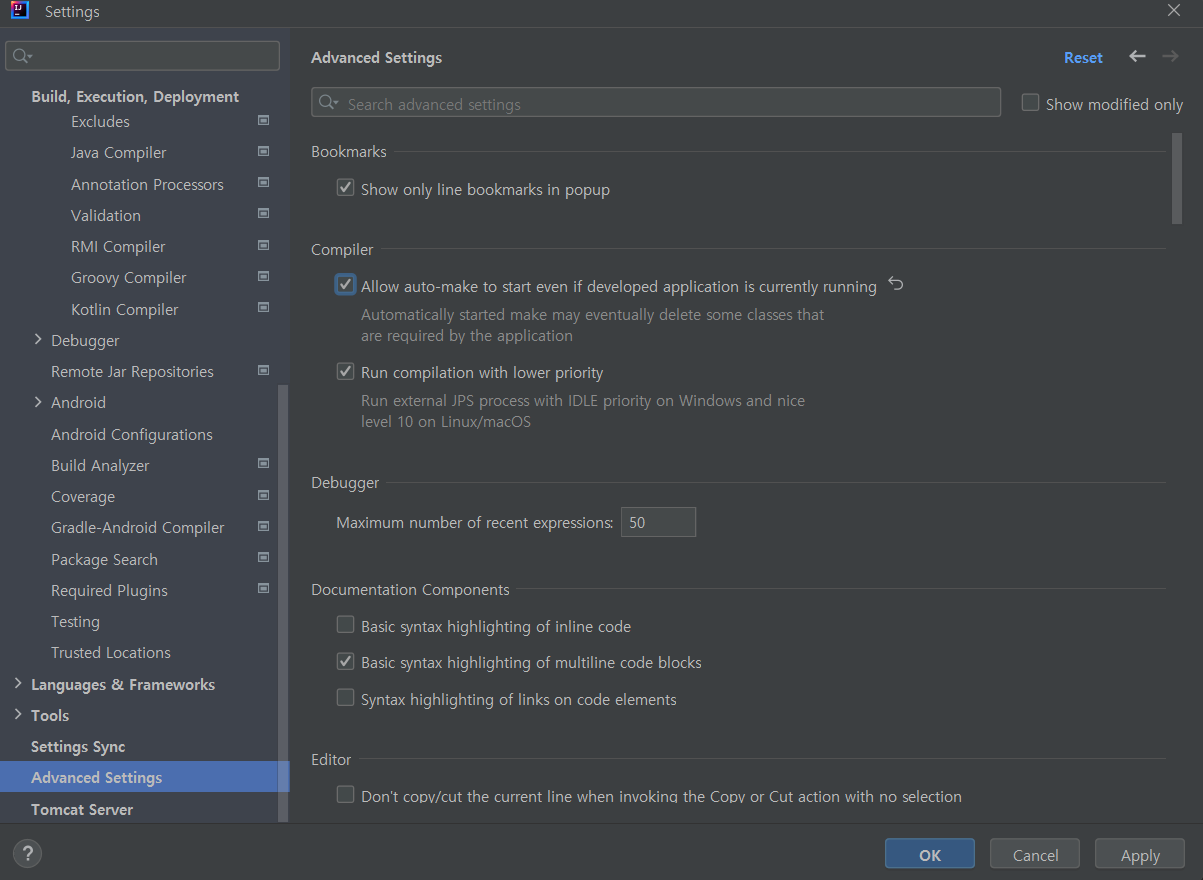 Settings
Build, Execution, Deployment
Excludes
Java Compiler
Annotation Processors
Validation
RMI Compiler
Groovy Compiler
Kotlin Compiler
Debugger
Remote Jar Repositories
Android
Android Configurations
Build Analyzer
Coverage
Gradle-Android Compiler
Package Search
Required Plugins
Testing
Trusted Locations
Languages & Frameworks
Tools
Settings Sync
Advanced Settings
Tomcat Server
Advanced Settings
Reset
Search advanced settings
Show modified only
Bookmarks
Show only line bookmarks in popup
Compiler
Allow auto-make to start even if developed application is currently running
Automatically started make may eventually delete some classes that
are required by the application
Run compilation with lower priority
Run external JPS process with IDLE priority on Windows and nice
level 10 on Linux/macOS
Debugger
Maximum number of recent expressions: 50
Documentation Components
Basic syntax highlighting of inline code
Basic syntax highlighting of multiline code blocks
Syntax highlighting of links on code elements
Editor
Don't copy/cut the current line when invoking the Copy or Cut action with no selection
?
OK
Cancel
Apply